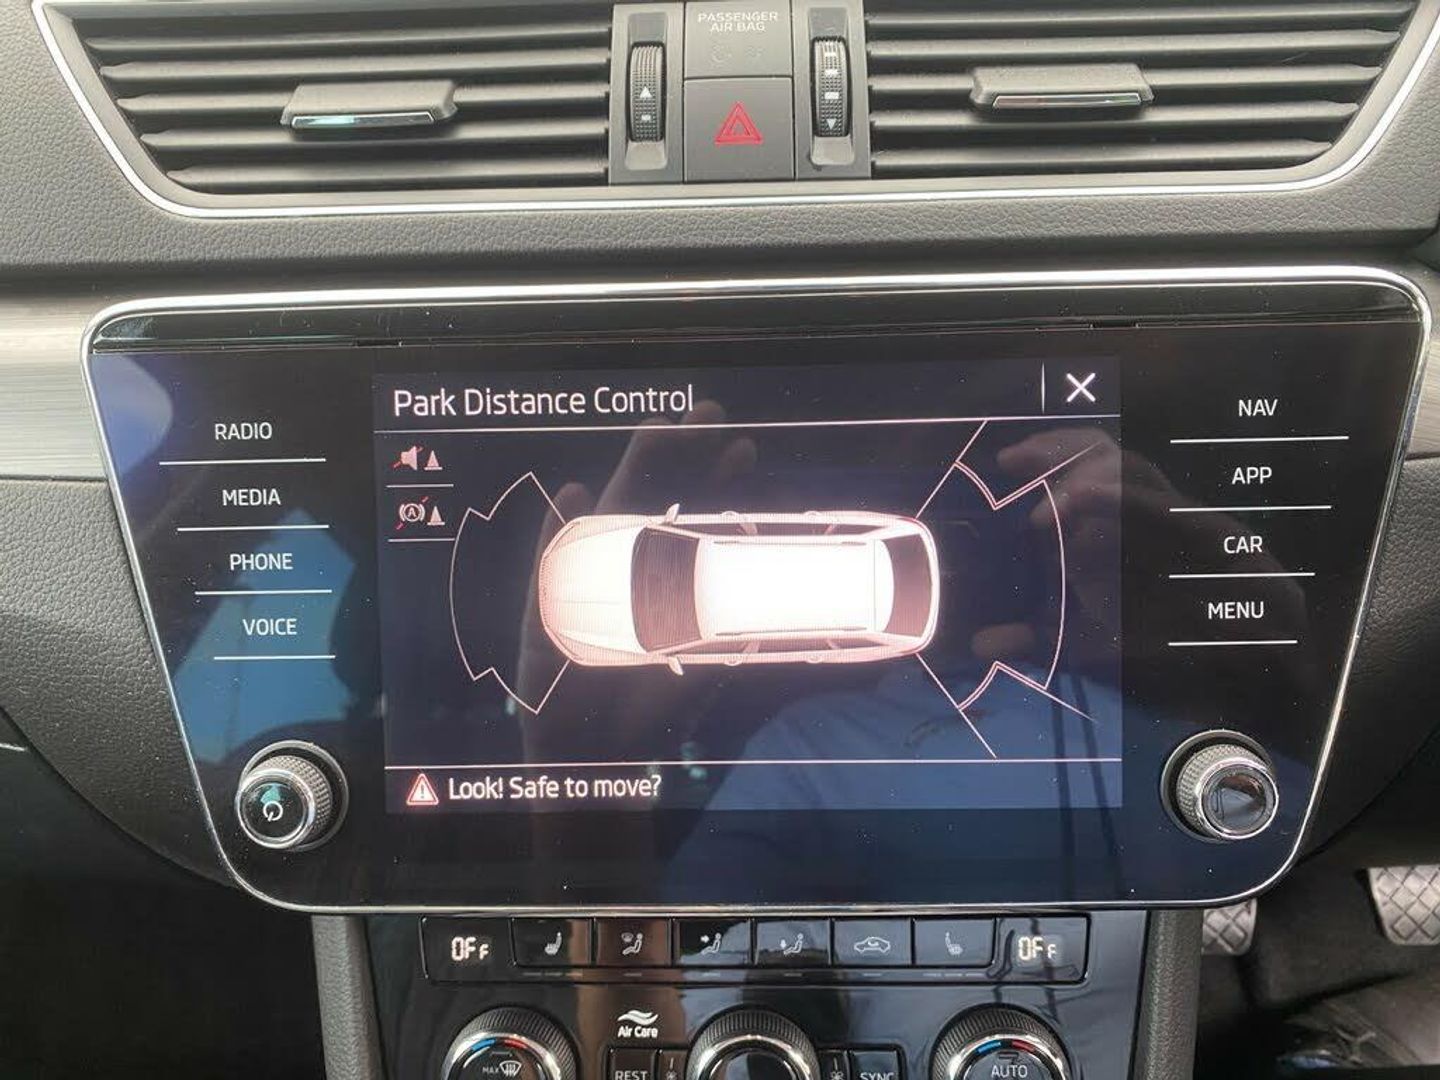 PASSENGER
AIR BAG
Park Distance Control
RADIO
MEDIA
PHONE
VOICE
NAV
APP
CAR
MENU
A
Look! Safe to move?
OFF
OFF
Air Care
MAX
REST
SYNC
AUTO